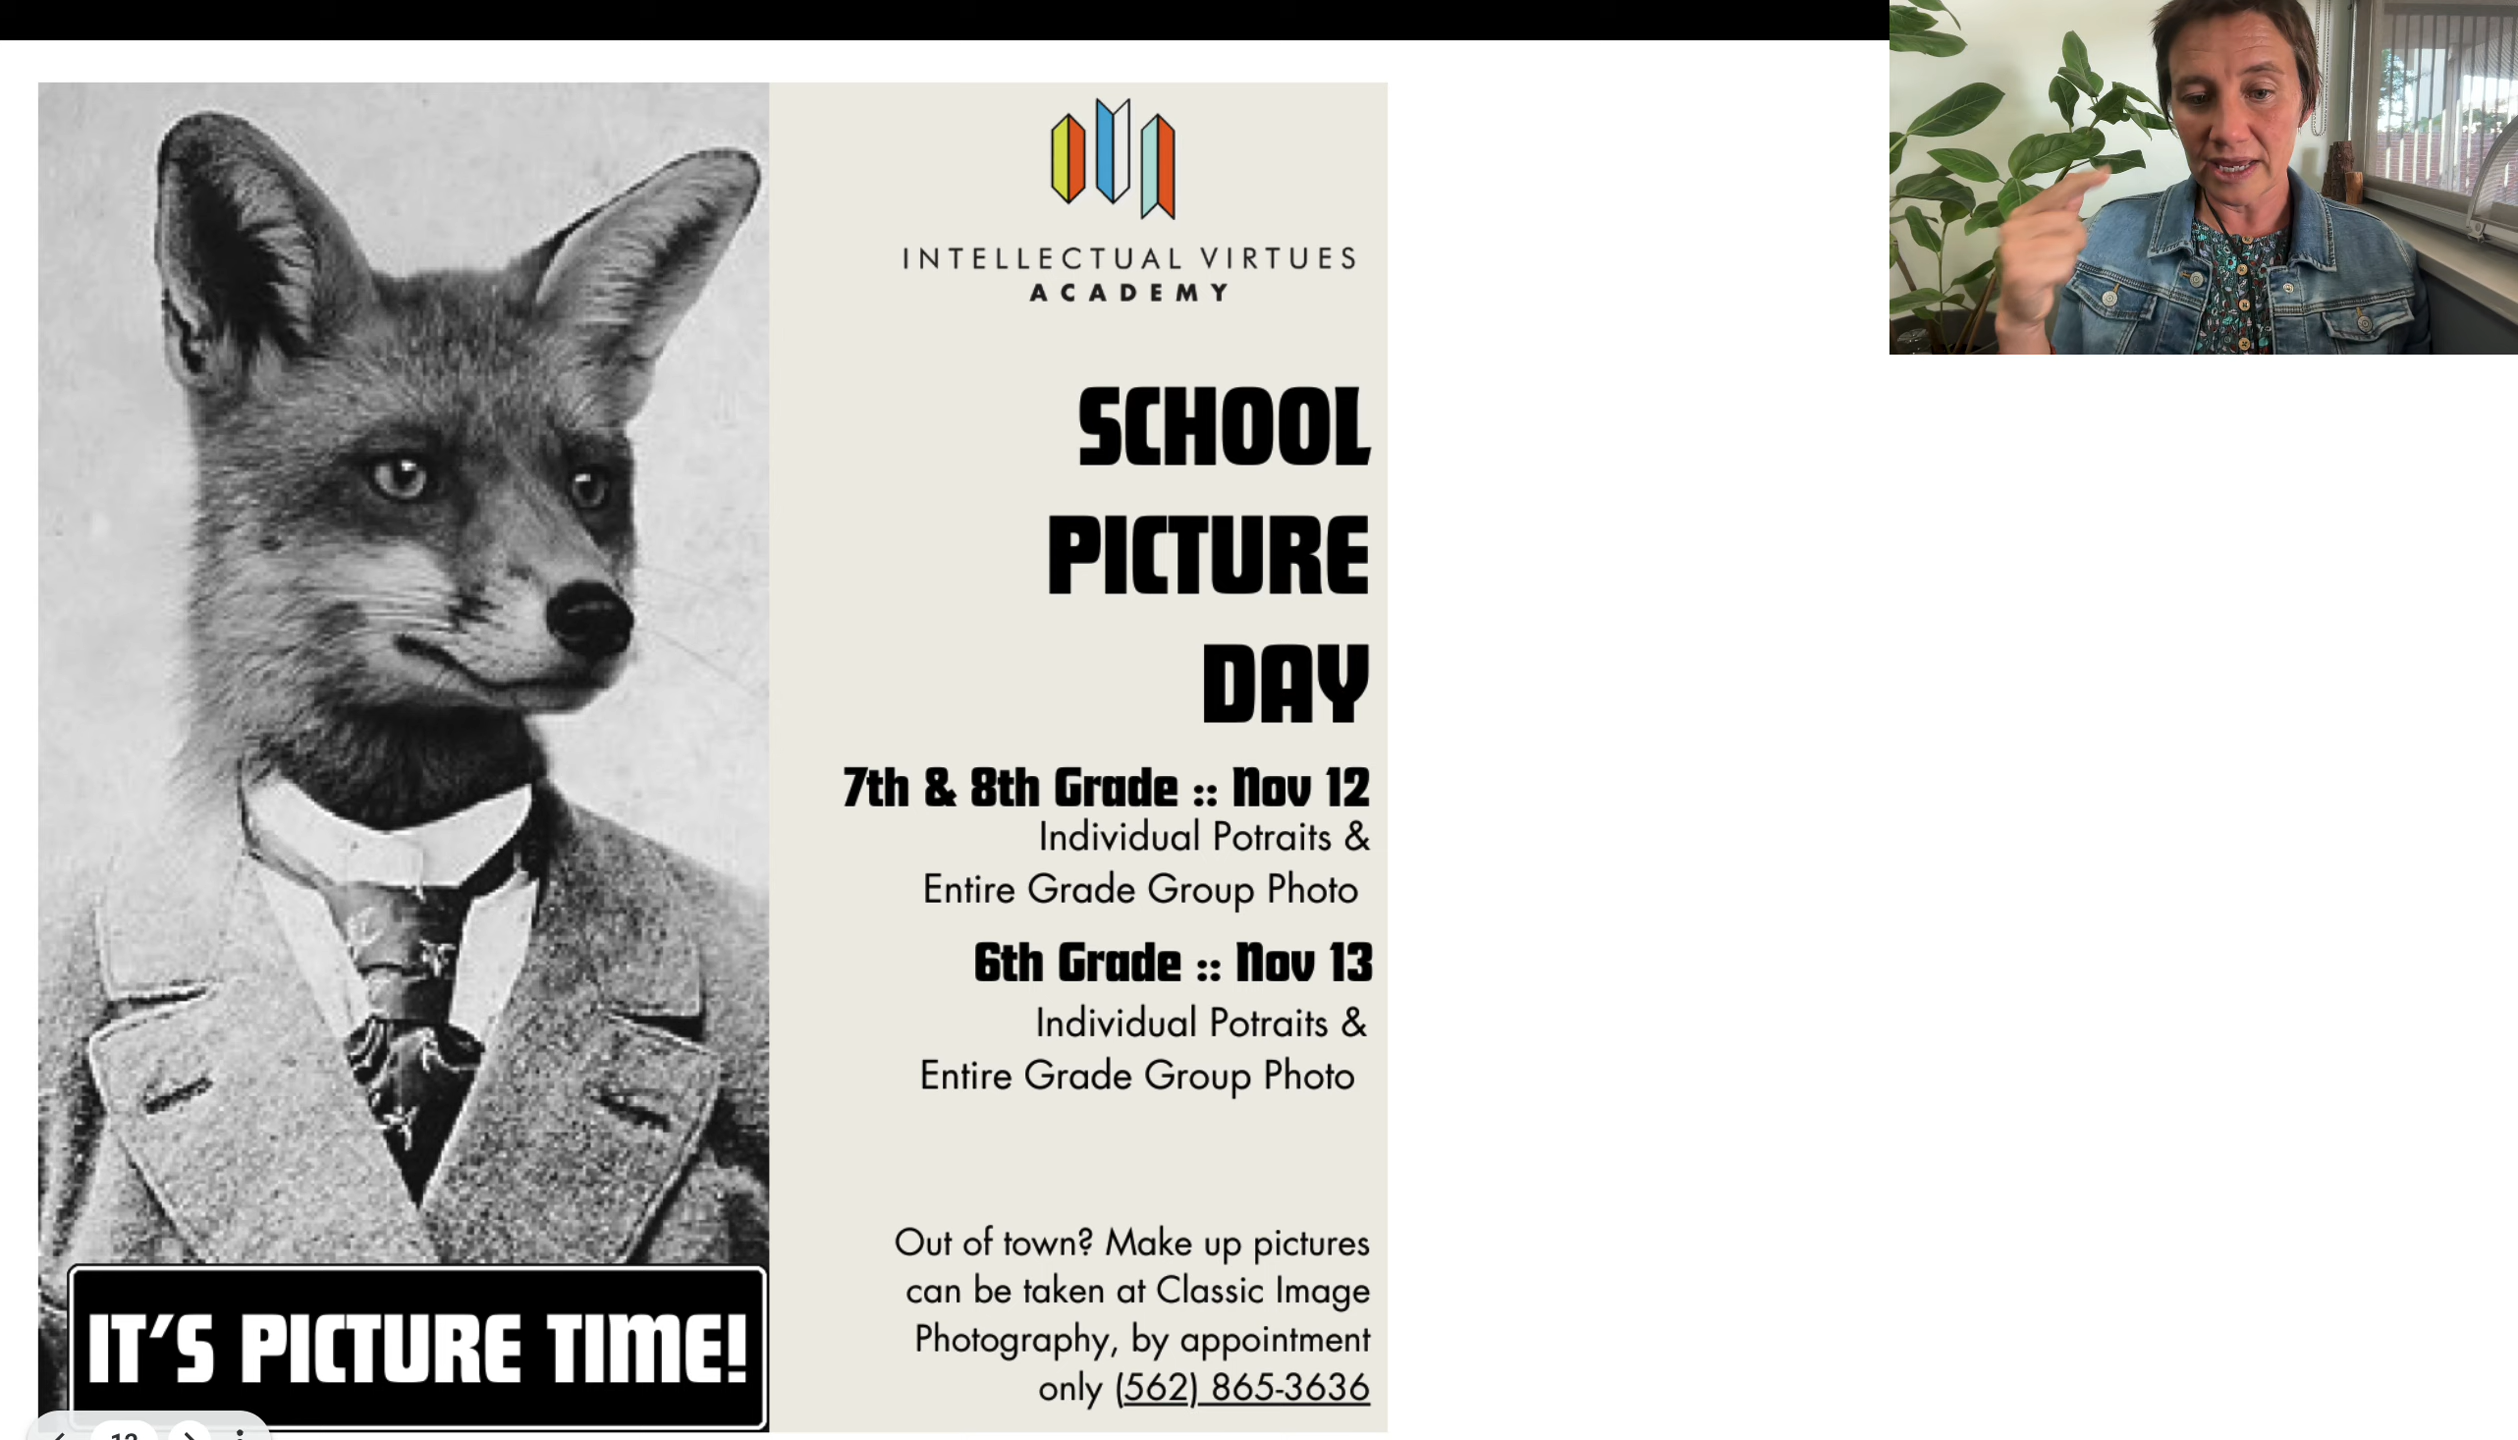 INTELLECTUAL VIRTUES
ACADEMY
SCHOOL
PICTURE
DAY
7th & 8th Grade :: Nov 12
Individual Potraits &
Entire Grade Group Photo
6th Grade :: Nov 13
Individual Potraits &
Entire Grade Group Photo
Out of town? Make up pictures
can be taken at Classic Image
Photography, by appointment
only (562) 865-3636
IT'S PICTURE TIME!